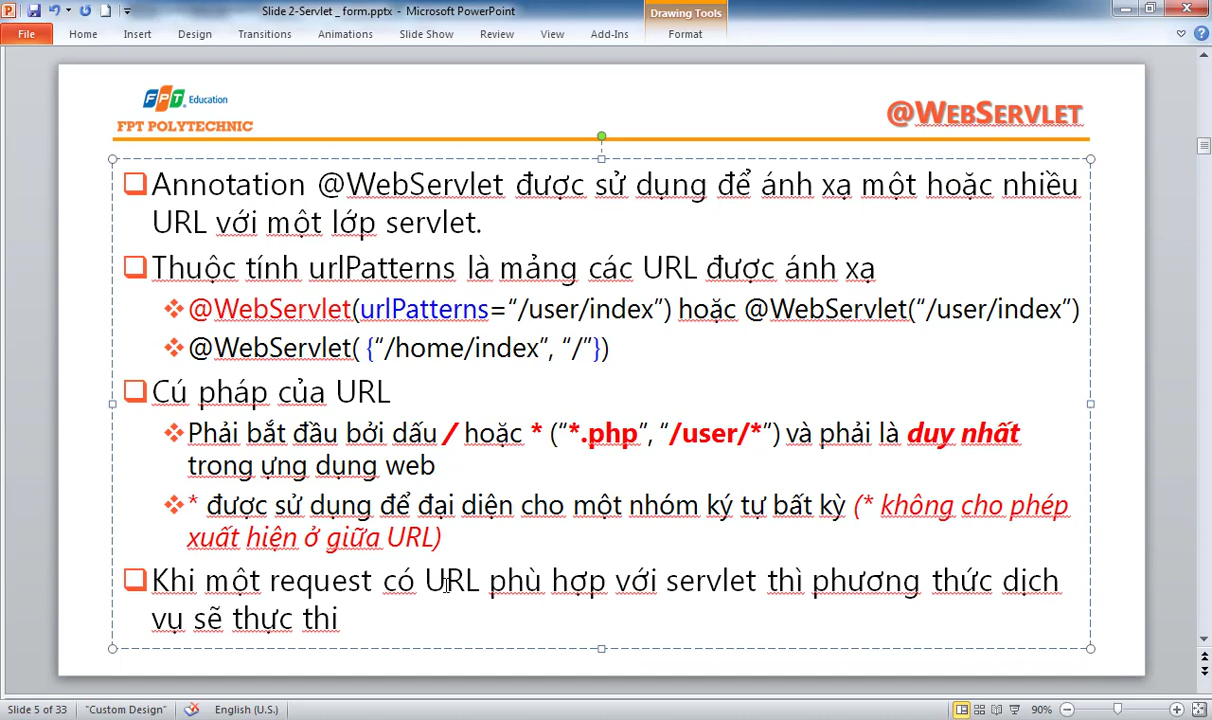 Slide 2-Servlet _ form.pptx - Microsoft PowerPoint
Drawing Tools
File Home Insert Design Transitions Animations Slide Show Review View Add-Ins Format
FPT Education
FPT POLYTECHNIC
@WEBSERVLET
Annotation @WebServlet được sử dụng để ánh xạ một hoặc nhiều
URL với một lớp servlet.
Thuộc tính urlPatterns là mảng các URL được ánh xạ
@WebServlet(urlPatterns=“/user/index”) hoặc @WebServlet(“/user/index”)
@WebServlet( {“/home/index”, “/”})
Cú pháp của URL
Phải bắt đầu bởi dấu / hoặc * (“*.php”, “/user/*”) và phải là duy nhất
trong ứng dụng web
* được sử dụng để đại diện cho một nhóm ký tự bất kỳ (* không cho phép
xuất hiện ở giữa URL)
Khi một request có URL phù hợp với servlet thì phương thức dịch
vụ sẽ thực thi
Slide 5 of 33 "Custom Design" English (U.S.) 90%